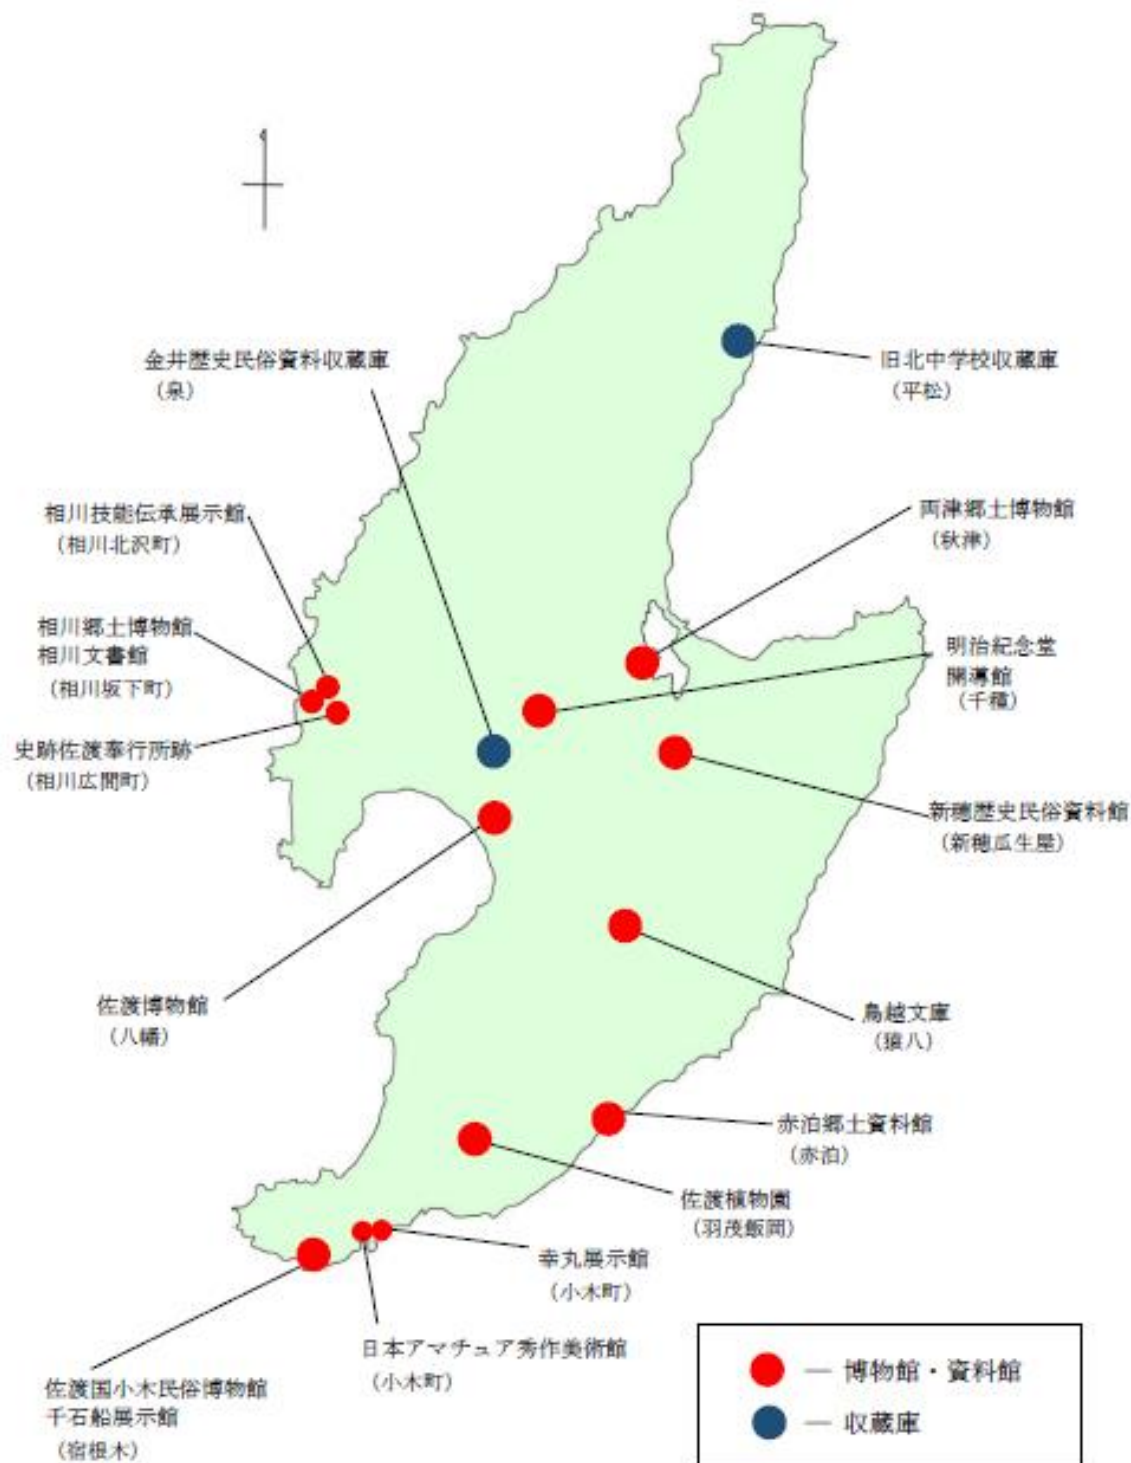 金井歴史民俗資料収蔵庫
（泉）
旧北中学校収蔵庫
（平松）
相川技能伝承展示館
（相川北沢町）
両津郷土博物館
（秋津）
相川郷土博物館
相川文書館
（相川坂下町）
明治紀念堂
開導館
（千種）
史跡佐渡奉行所跡
（相川広間町）
新穂歴史民俗資料館
（新穂瓜生屋）
佐渡博物館
（八幡）
鳥越文庫
（猿八）
赤泊郷土資料館
（赤泊）
佐渡植物園
（羽茂飯岡）
幸丸展示館
（小木町）
日本アマチュア秀作美術館
（小木町）
佐渡国小木民俗博物館
千石船展示館
（宿根木）
― 博物館・資料館
― 収蔵庫